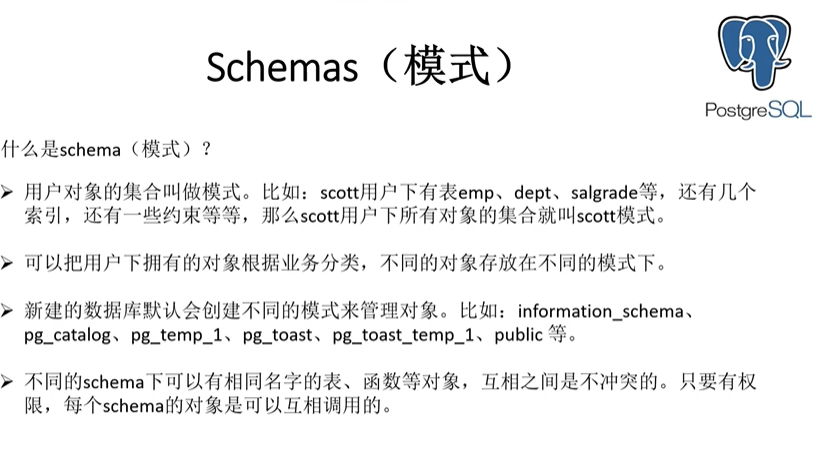 Schemas（模式）
PostgreSQL
什么是schema（模式）？
➢ 用户对象的集合叫做模式。比如：scott用户下有表emp、dept、salgrade等，还有几个
索引，还有一些约束等等，那么scott用户下所有对象的集合就叫scott模式。
➢ 可以把用户下拥有的对象根据业务分类，不同的对象存放在不同的模式下。
➢ 新建的数据库默认会创建不同的模式来管理对象。比如：information_schema、
pg_catalog、pg_temp_1、pg_toast、pg_toast_temp_1、public 等。
➢ 不同的schema下可以有相同名字的表、函数等对象，互相之间是不冲突的。只要有权
限，每个schema的对象是可以互相调用的。